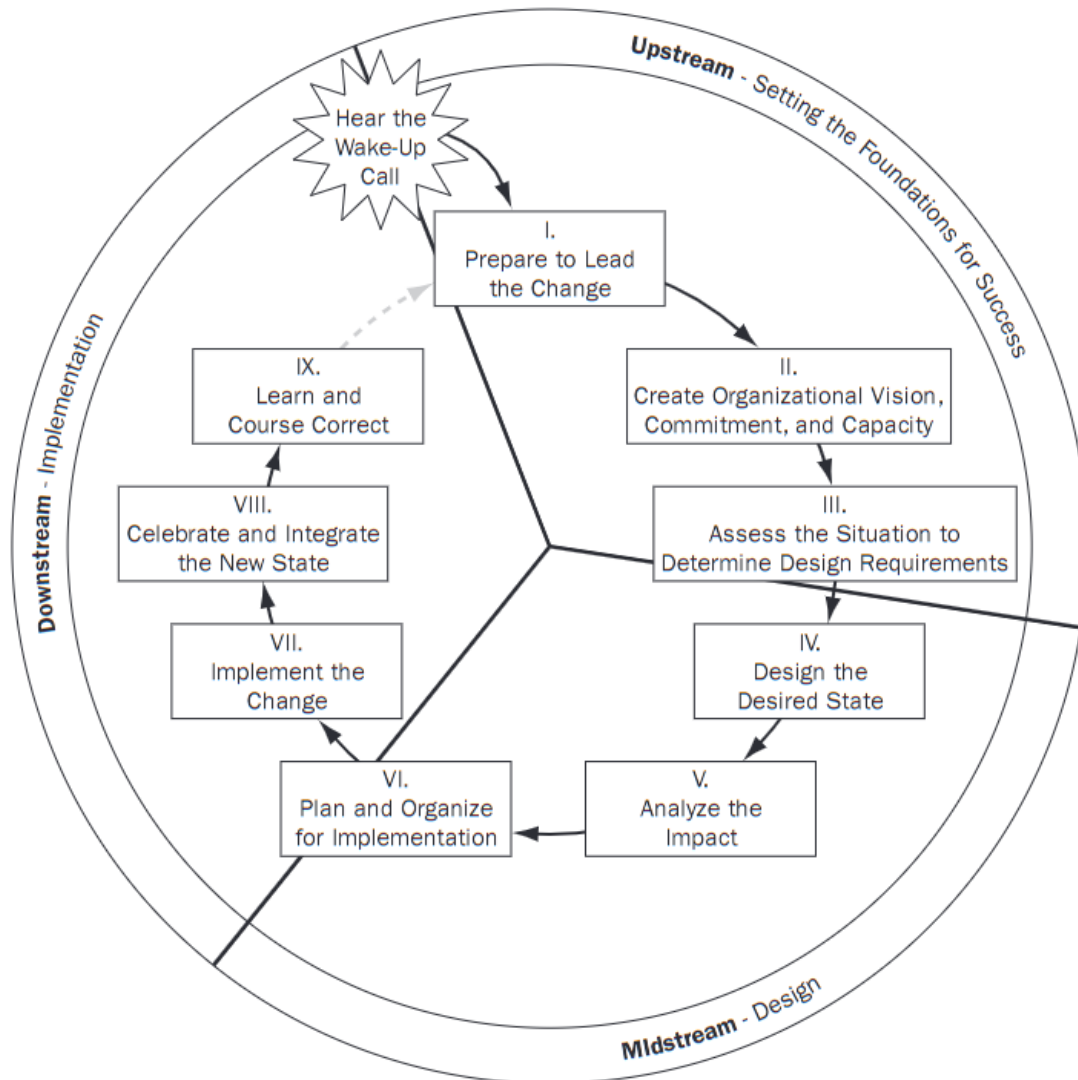 Upstream - Setting the Foundations for Success
Hear the
Wake-Up
Call
I.
Prepare to Lead
the Change
II.
Create Organizational Vision,
Commitment, and Capacity
III.
Assess the Situation to
Determine Design Requirements
IV.
Design the
Desired State
V.
Analyze the
Impact
VI.
Plan and Organize
for Implementation
VII.
Implement the
Change
VIII.
Celebrate and Integrate
the New State
IX.
Learn and
Course Correct
MIdstream - Design
Downstream - Implementation